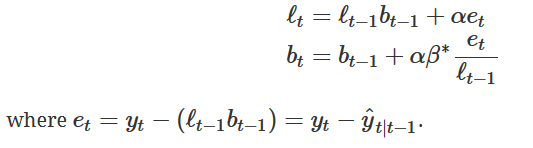 ℓ_t = ℓ_{t−1}b_{t−1} + αe_t
b_t = b_{t−1} + αβ* e_t/ℓ_{t−1}
where e_t = y_t − (ℓ_{t−1}b_{t−1}) = y_t − ŷ_{t|t−1}.